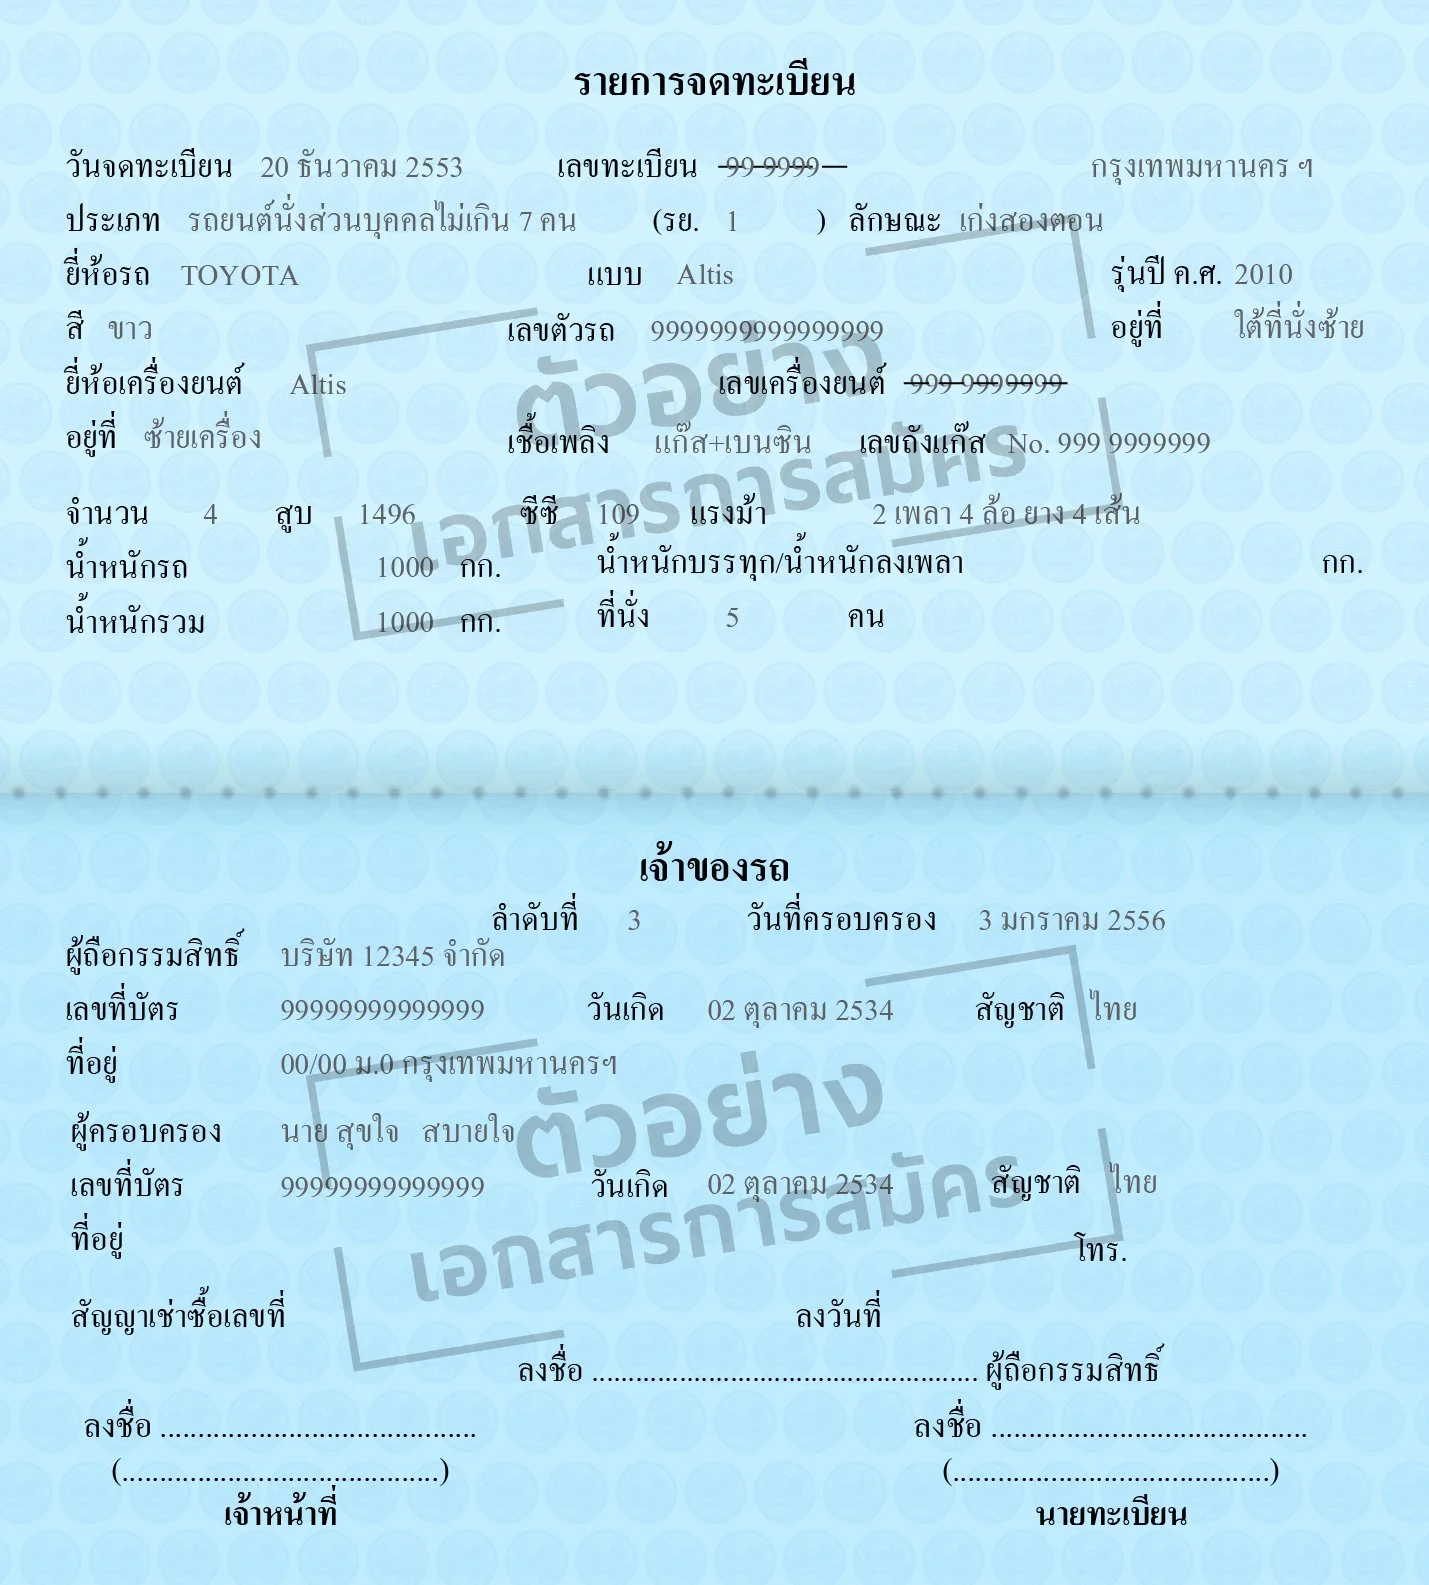 รายการจดทะเบียน
วันจดทะเบียน 20 ธันวาคม 2553 เลขทะเบียน 99 9999 กรุงเทพมหานคร ฯ
ประเภท รถยนต์นั่งส่วนบุคคลไม่เกิน 7 คน (รย. 1 ) ลักษณะ เก่งสองตอน
ยี่ห้อรถ TOYOTA แบบ Altis รุ่นปี ค.ศ. 2010
สี ขาว เลขตัวรถ 9999999999999999 อยู่ที่ ใต้ที่นั่งซ้าย
ยี่ห้อเครื่องยนต์ Altis เลขเครื่องยนต์ 999 9999999
อยู่ที่ ซ้ายเครื่อง เชื้อเพลิง แก๊ส+เบนซิน เลขถังแก๊ส No. 999 9999999
จำนวน 4 สูบ 1496 ซีซี 109 แรงม้า 2 เพลา 4 ล้อ ยาง 4 เส้น
น้ำหนักรถ 1000 กก. น้ำหนักบรรทุก/น้ำหนักลงเพลา กก.
น้ำหนักรวม 1000 กก. ที่นั่ง 5 คน
ตัวอย่าง
เอกสารการสมัคร
เจ้าของรถ
ลำดับที่ 3 วันที่ครอบครอง 3 มกราคม 2556
ผู้ถือกรรมสิทธิ์ บริษัท 12345 จำกัด
เลขที่บัตร 99999999999999 วันเกิด 02 ตุลาคม 2534 สัญชาติ ไทย
ที่อยู่ 00/00 ม.0 กรุงเทพมหานครฯ
ผู้ครอบครอง นาย สุขใจ สบายใจ
เลขที่บัตร 99999999999999 วันเกิด 02 ตุลาคม 2534 สัญชาติ ไทย
ที่อยู่ โทร.
สัญญาเช่าซื้อเลขที่ ลงวันที่
ลงชื่อ ................................................ ผู้ถือกรรมสิทธิ์
ลงชื่อ .......................................... ลงชื่อ ..........................................
(..........................................) (..........................................)
เจ้าหน้าที่ นายทะเบียน
ตัวอย่าง
เอกสารการสมัคร